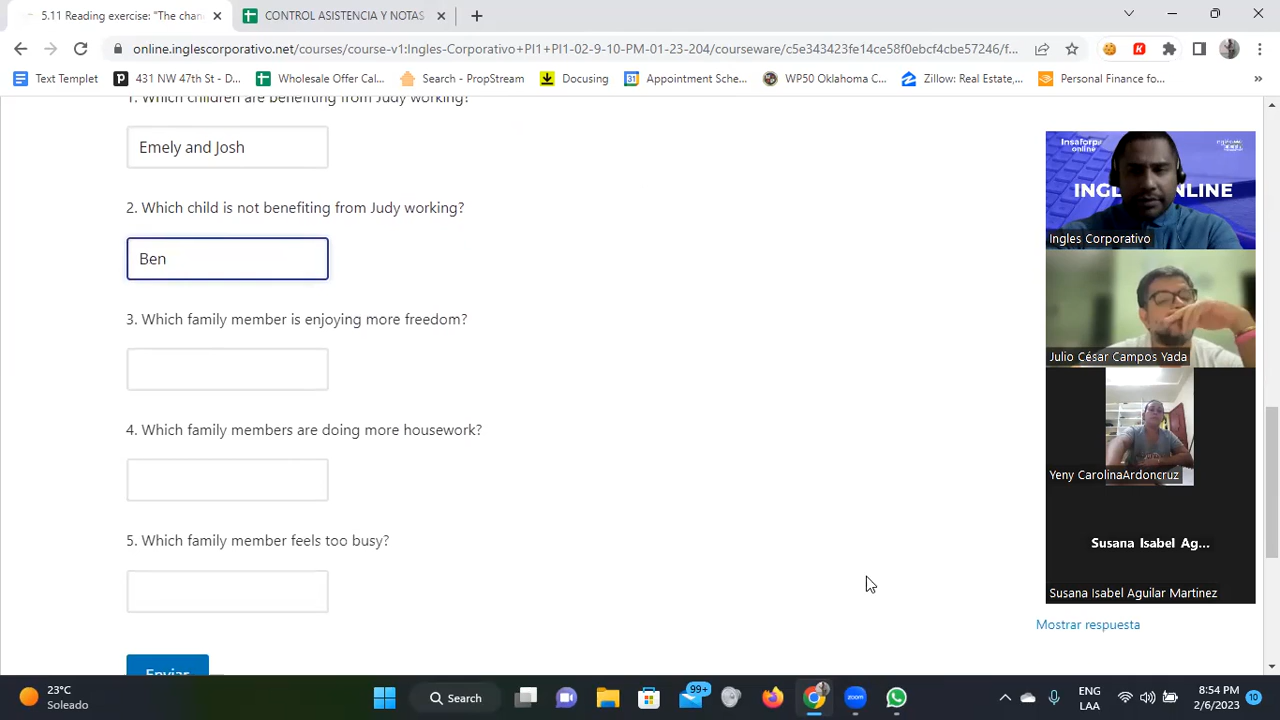 5.11 Reading exercise: "The chan
CONTROL ASISTENCIA Y NOTAS
online.inglescorporativo.net/courses/course-v1:Ingles-Corporativo+PI1+PI1-02-9-10-PM-01-23-204/courseware/c5e343423fe14ce58f0ebcf4cbe57246/f...
Text Templet
431 NW 47th St - D...
Wholesale Offer Cal...
Search - PropStream
Docusing
Appointment Sche...
WP50 Oklahoma C...
Zillow: Real Estate,...
Personal Finance fo...
»
1. Which children are benefiting from Judy working?
Emely and Josh
2. Which child is not benefiting from Judy working?
Ben
3. Which family member is enjoying more freedom?
4. Which family members are doing more housework?
5. Which family member feels too busy?
Enviar
Mostrar respuesta
Insaforp
online
INGL NLINE
Ingles Corporativo
Julio César Campos Yada
Yeny CarolinaArdoncruz
Susana Isabel Ag...
Susana Isabel Aguilar Martínez
23°C
Soleado
Search
99+
zoom
ENG
LAA
8:54 PM
2/6/2023
10